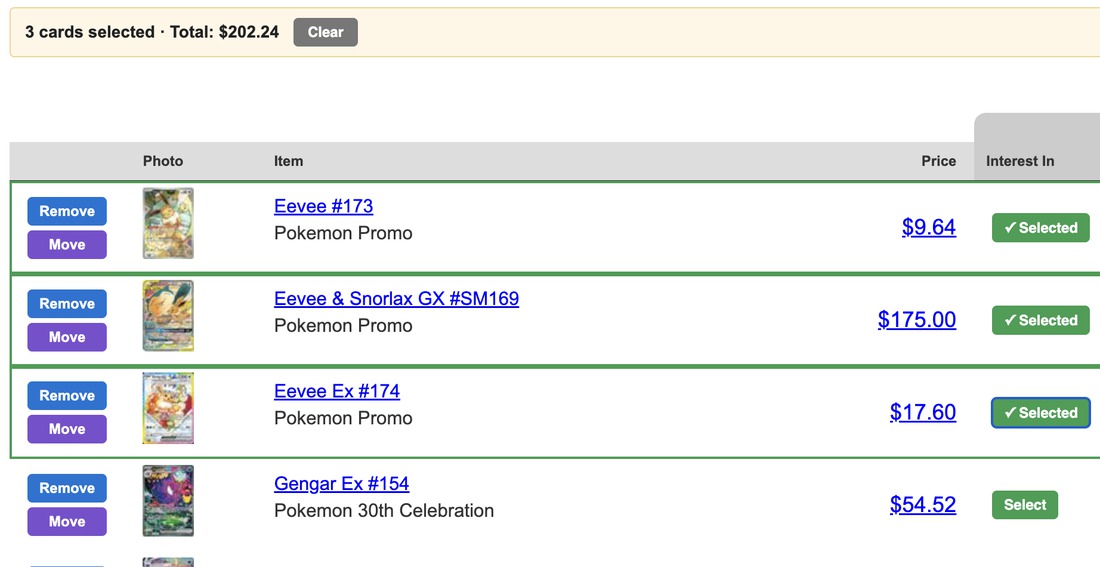 3 cards selected · Total: $202.24 Clear
Photo Item Price Interest In
Remove Eevee #173 $9.64 ✓ Selected
Move Pokemon Promo
Remove Eevee & Snorlax GX #SM169 $175.00 ✓ Selected
Move Pokemon Promo
Remove Eevee Ex #174 $17.60 ✓ Selected
Move Pokemon Promo
Remove Gengar Ex #154 $54.52 Select
Move Pokemon 30th Celebration